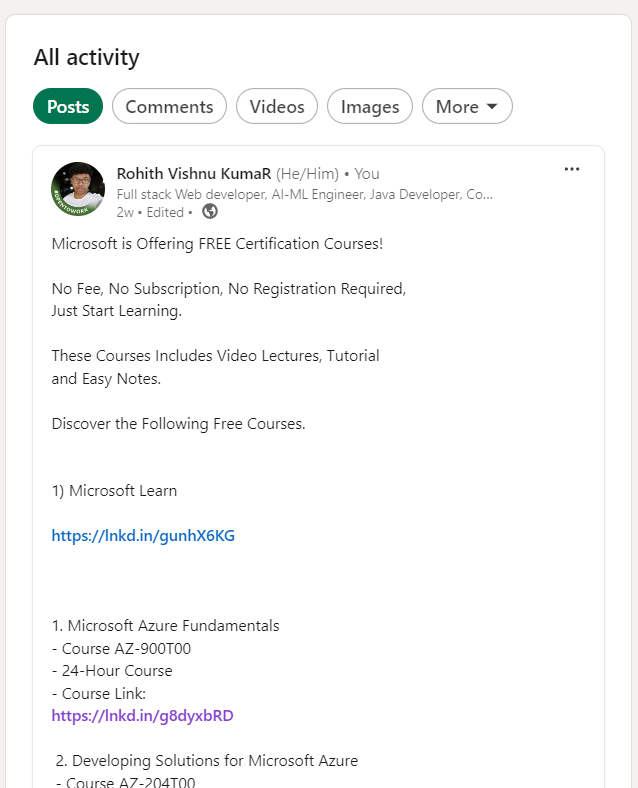 All activity
Posts
Comments
Videos
Images
More
Rohith Vishnu KumaR (He/Him) • You
Full stack Web developer, AI-ML Engineer, Java Developer, Co...
2w • Edited •
#OPENTOWORK
Microsoft is Offering FREE Certification Courses!
No Fee, No Subscription, No Registration Required,
Just Start Learning.
These Courses Includes Video Lectures, Tutorial
and Easy Notes.
Discover the Following Free Courses.
1) Microsoft Learn
https://lnkd.in/gunhX6KG
1. Microsoft Azure Fundamentals
- Course AZ-900T00
- 24-Hour Course
- Course Link:
https://lnkd.in/g8dyxbRD
2. Developing Solutions for Microsoft Azure
- Course AZ-204T00